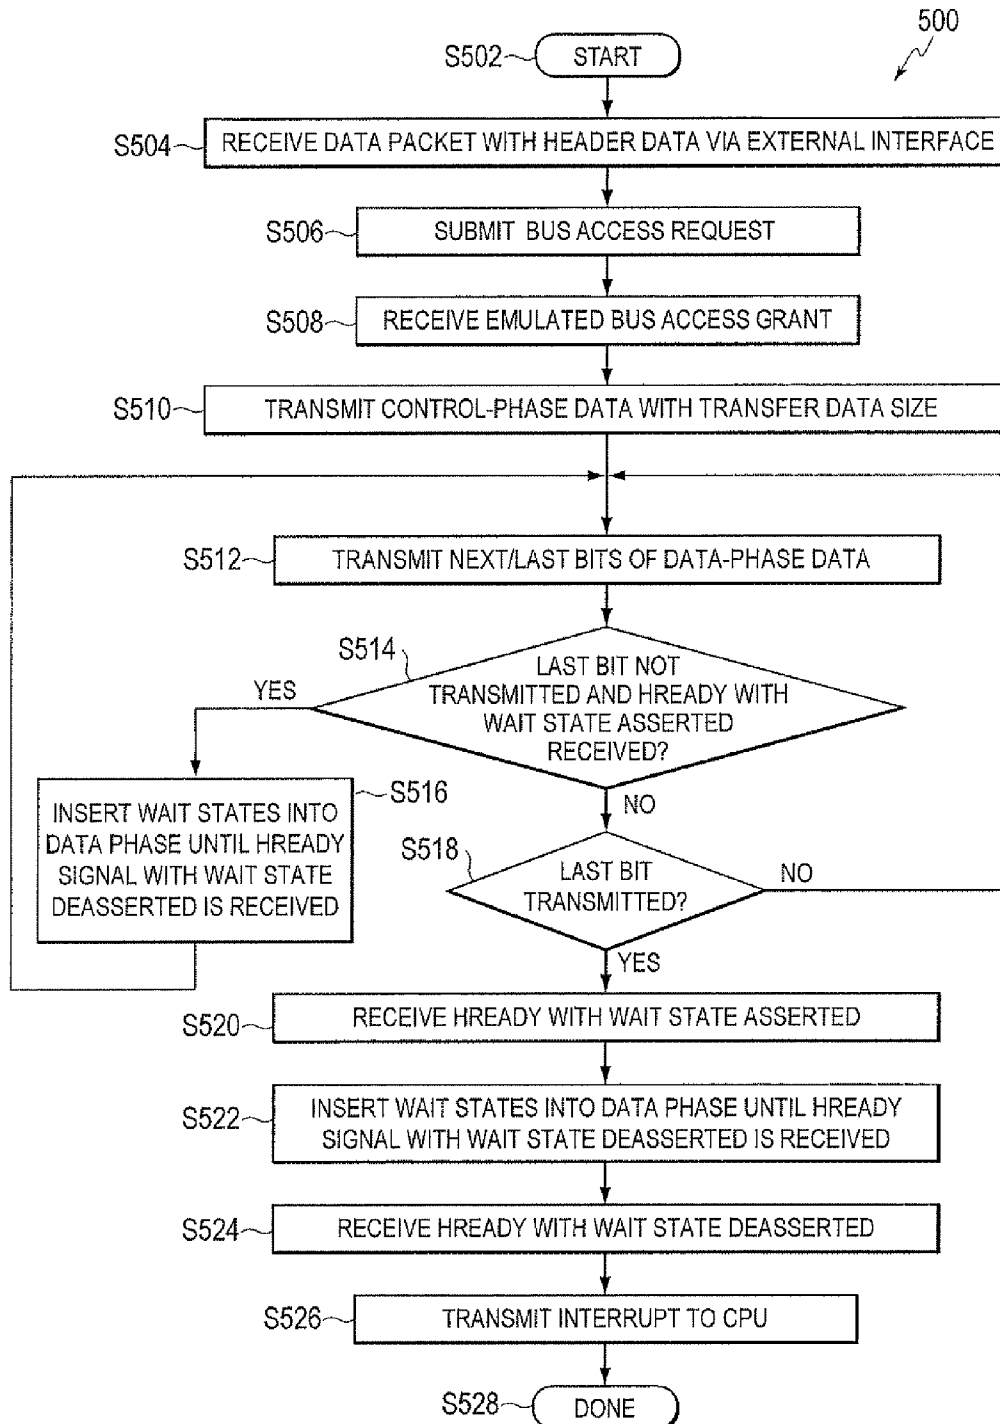 500
S502
START
S504
RECEIVE DATA PACKET WITH HEADER DATA VIA EXTERNAL INTERFACE
S506
SUBMIT BUS ACCESS REQUEST
S508
RECEIVE EMULATED BUS ACCESS GRANT
S510
TRANSMIT CONTROL-PHASE DATA WITH TRANSFER DATA SIZE
S512
TRANSMIT NEXT/LAST BITS OF DATA-PHASE DATA
S514
LAST BIT NOT
TRANSMITTED AND HREADY WITH
WAIT STATE ASSERTED
RECEIVED?
YES
NO
S516
INSERT WAIT STATES INTO
DATA PHASE UNTIL HREADY
SIGNAL WITH WAIT STATE
DEASSERTED IS RECEIVED
S518
LAST BIT
TRANSMITTED?
NO
YES
S520
RECEIVE HREADY WITH WAIT STATE ASSERTED
S522
INSERT WAIT STATES INTO DATA PHASE UNTIL HREADY
SIGNAL WITH WAIT STATE DEASSERTED IS RECEIVED
S524
RECEIVE HREADY WITH WAIT STATE DEASSERTED
S526
TRANSMIT INTERRUPT TO CPU
S528
DONE